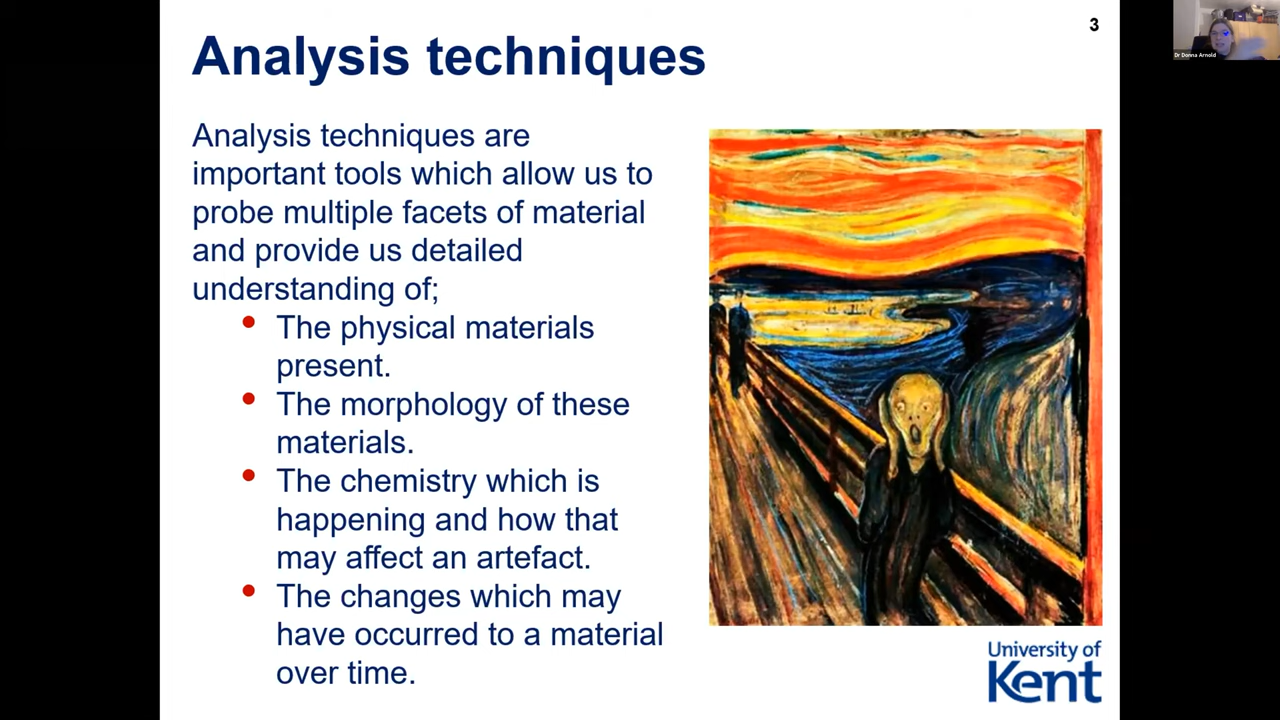 3
Dr Donna Arnold
Analysis techniques
Analysis techniques are
important tools which allow us to
probe multiple facets of material
and provide us detailed
understanding of;
• The physical materials
present.
• The morphology of these
materials.
• The chemistry which is
happening and how that
may affect an artefact.
• The changes which may
have occurred to a material
over time.
University of
Kent